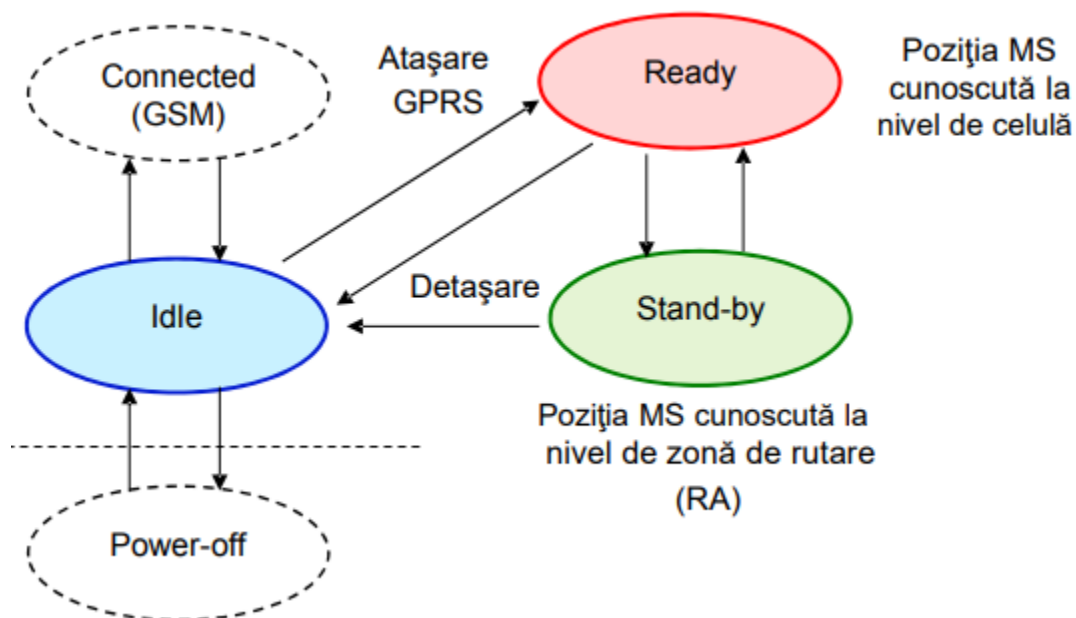 Connected
(GSM)
Ataşare
GPRS
Ready
Poziţia MS
cunoscută la
nivel de celulă
Idle
Detaşare
Stand-by
Poziţia MS cunoscută la
nivel de zonă de rutare
(RA)
Power-off